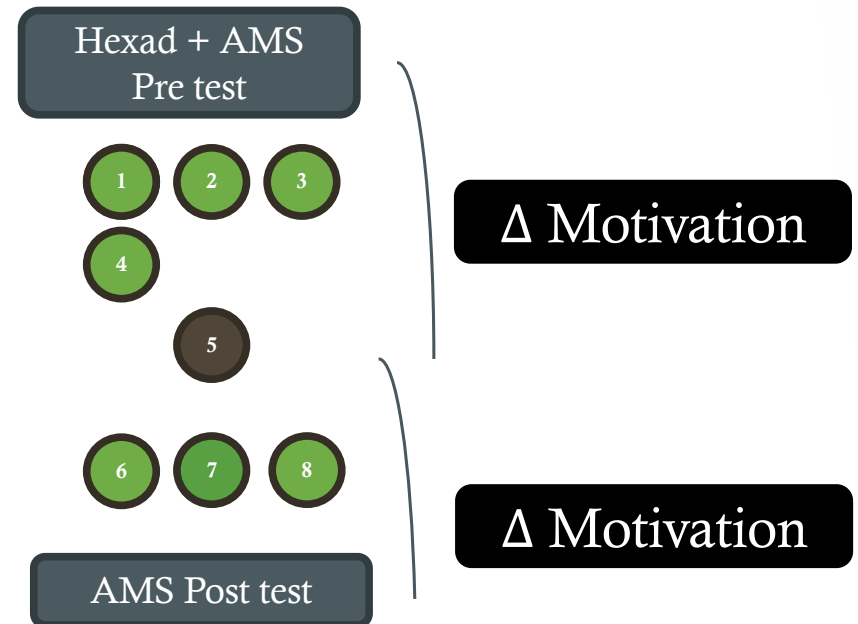 Hexad + AMS
Pre test
1 2 3
Δ Motivation
4
5
6 7 8
Δ Motivation
AMS Post test